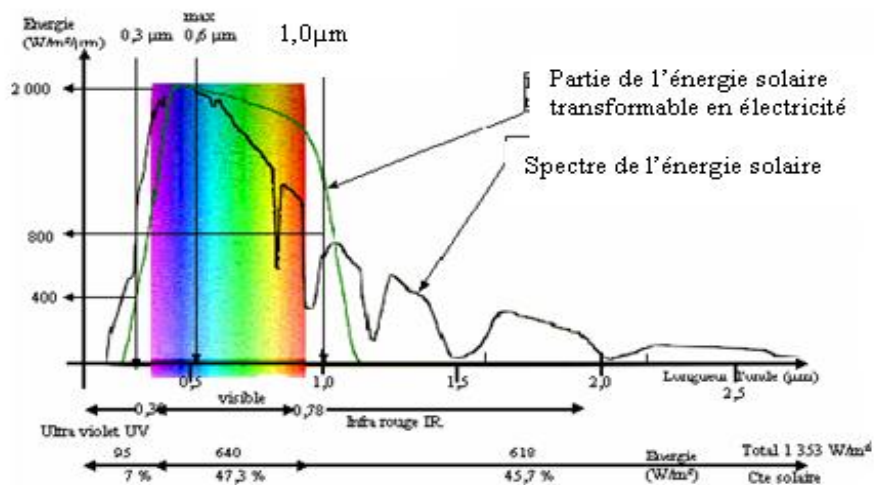 Energie
(W/m²/µm)
max
0,3 µm 0,6 µm
1,0µm
2 000
800
400
Partie de l'énergie solaire
transformable en électricité
Spectre de l'énergie solaire
0,5
1,0
1,5
2,0
2,5
Longueur d'onde (µm)
visible
0,78
Infra rouge IR
Ultra violet UV
95 640 618 Energie Total 1 353 W/m²
7 % 47,3 % 45,7 % (W/m²) Cte solaire